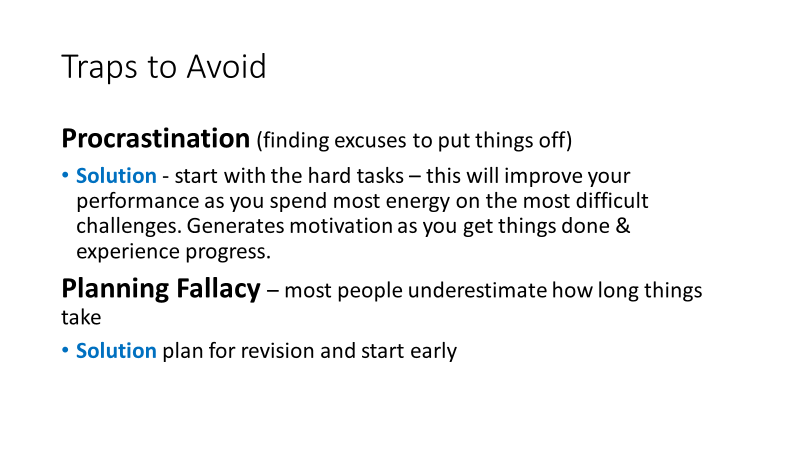 Traps to Avoid
Procrastination (finding excuses to put things off)
• Solution - start with the hard tasks – this will improve your
performance as you spend most energy on the most difficult
challenges. Generates motivation as you get things done &
experience progress.
Planning Fallacy – most people underestimate how long things
take
• Solution plan for revision and start early